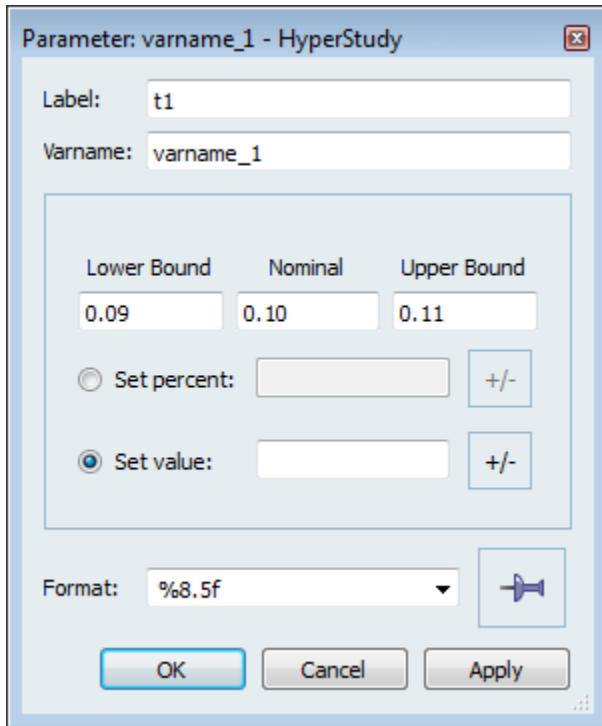 Parameter: varname_1 - HyperStudy
Label: t1
Varname: varname_1
Lower Bound Nominal Upper Bound
0.09 0.10 0.11
Set percent: +/-
Set value: +/-
Format: %8.5f
OK Cancel Apply